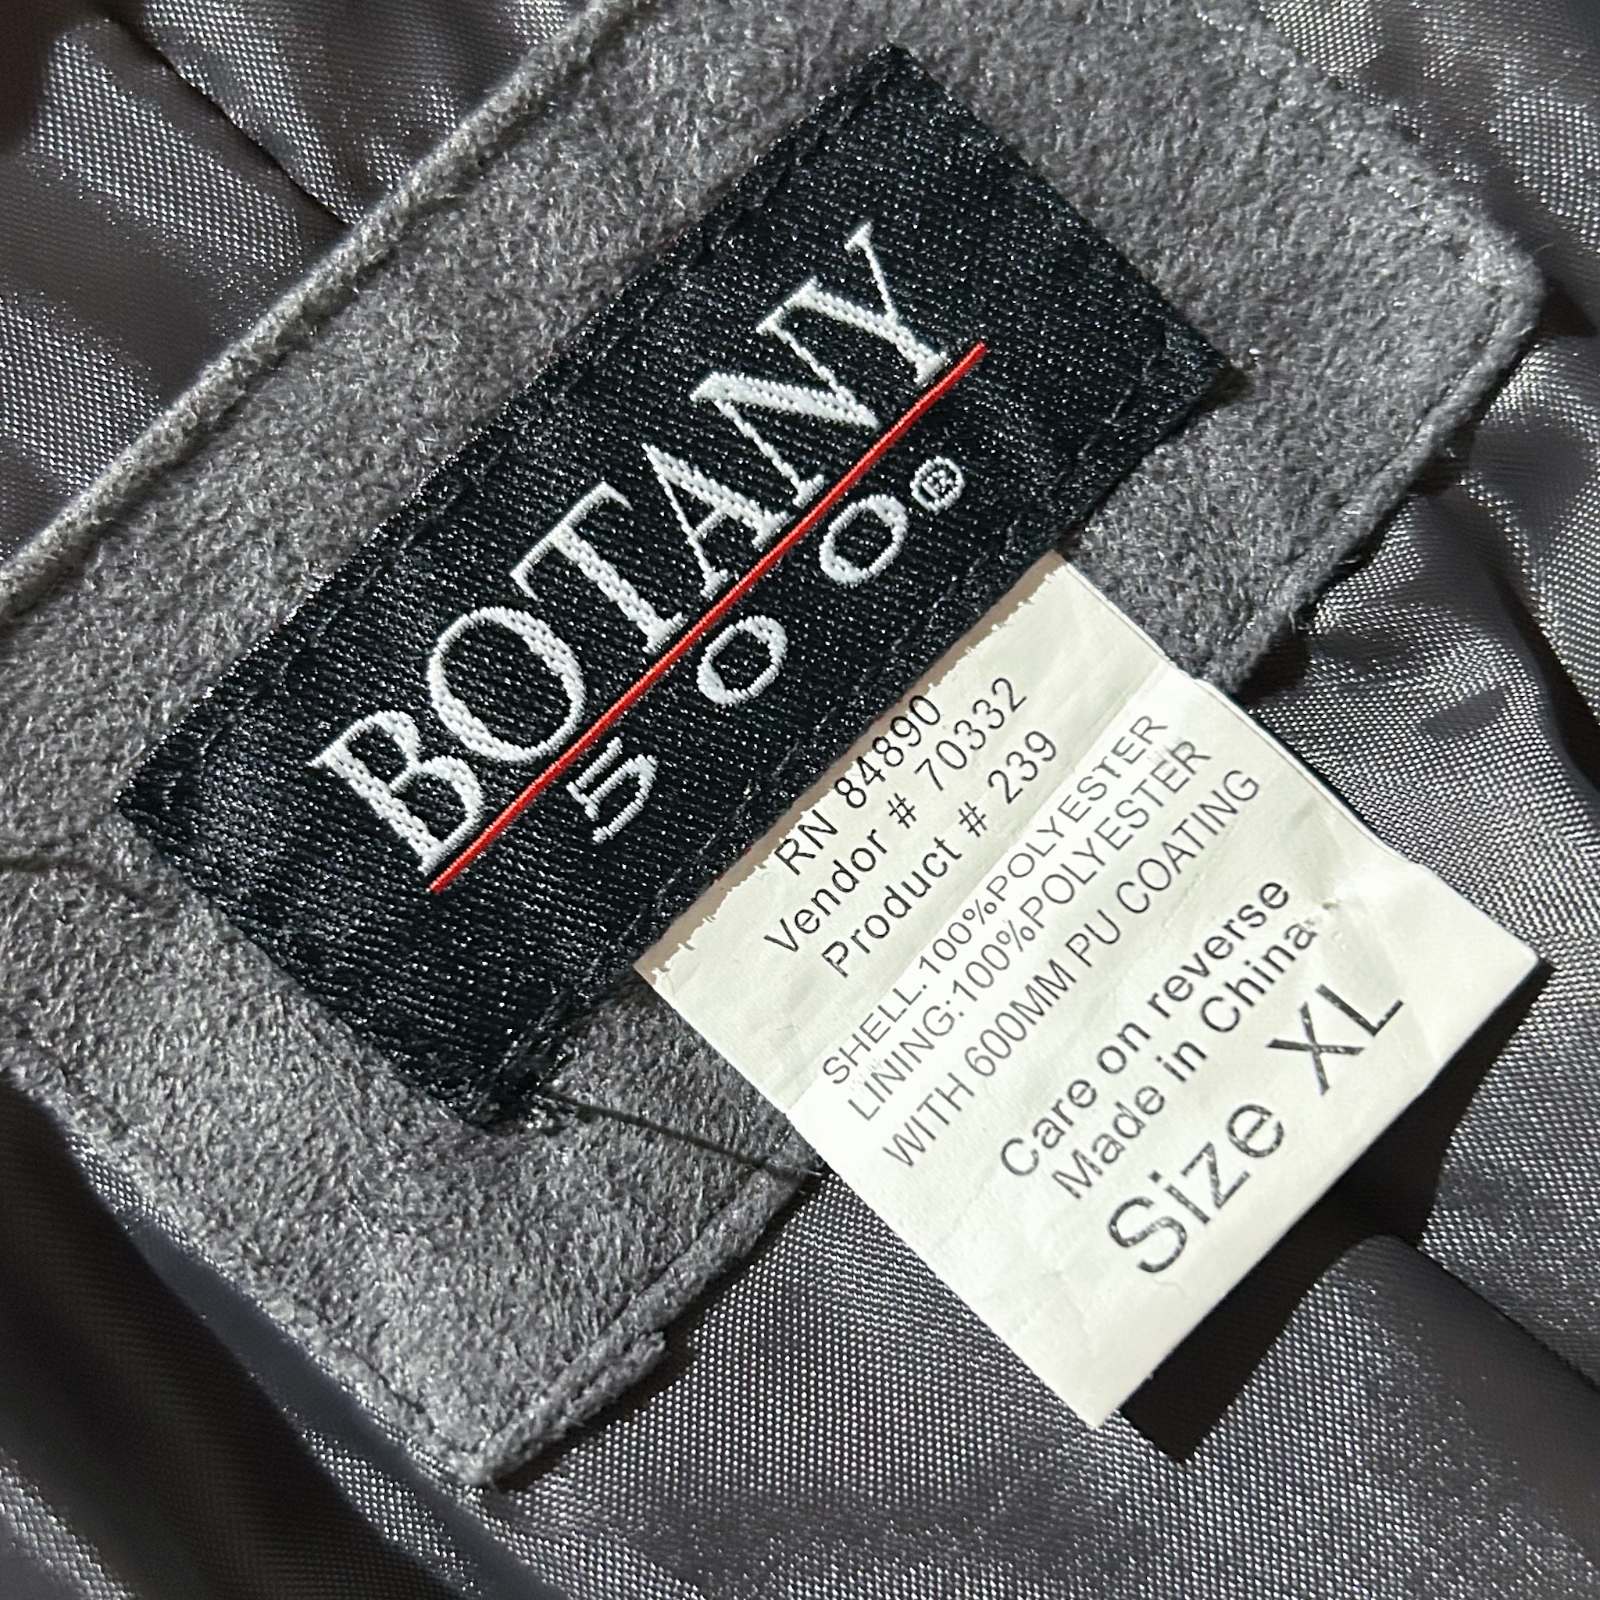 BOTANY
500®
RN 84890
Vendor # 70332
Product # 239
SHELL:100%POLYESTER
LINING:100%POLYESTER
WITH 600MM PU COATING
Care on reverse
Made in China
Size XL